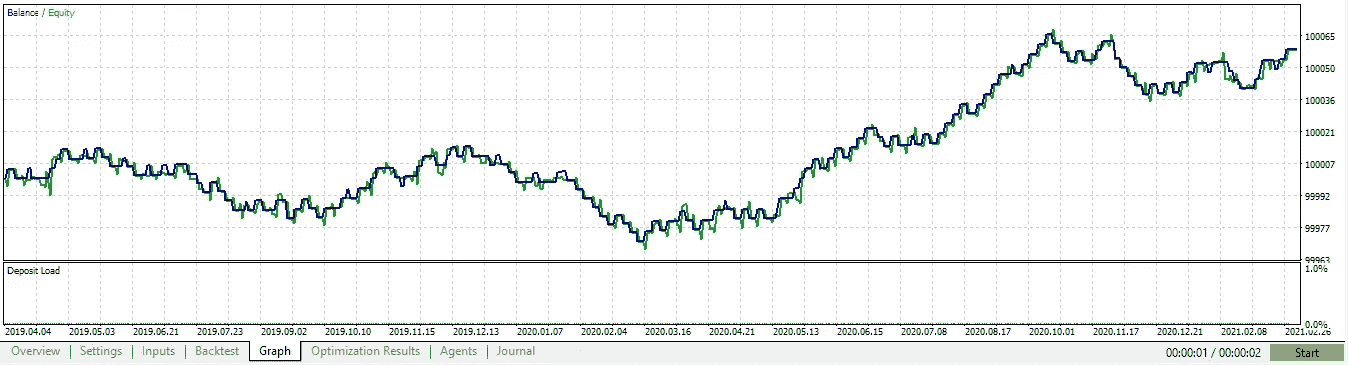 Balance / Equity
100065
100050
100036
100021
100007
99992
99977
99963
Deposit Load
1.0%
0.0%
2019.04.04 2019.05.03 2019.06.21 2019.07.23 2019.09.02 2019.10.10 2019.11.15 2019.12.13 2020.01.07 2020.02.04 2020.03.16 2020.04.21 2020.05.13 2020.06.15 2020.07.08 2020.08.17 2020.10.01 2020.11.17 2020.12.21 2021.02.08 2021.02.26
Overview Settings Inputs Backtest Graph Optimization Results Agents Journal 00:00:01 / 00:00:02 Start